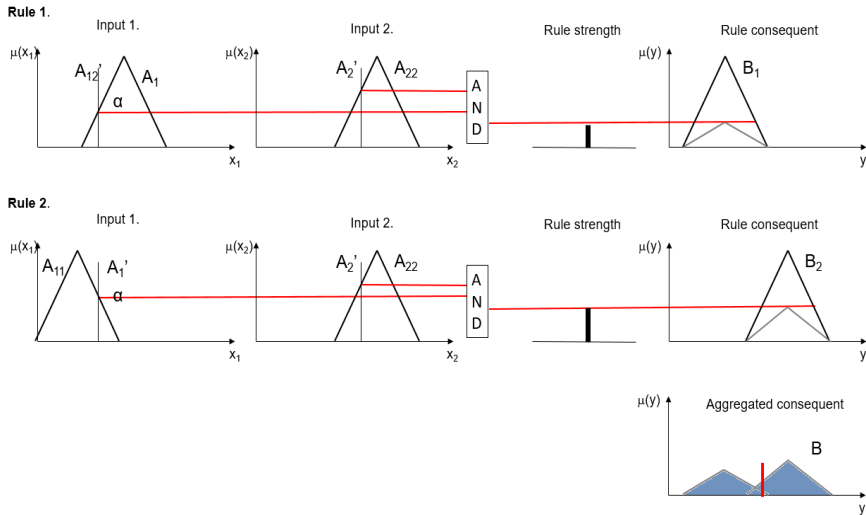 Rule 1.
Input 1.
Input 2.
Rule strength
Rule consequent
μ(x₁)
A₁₂’
A₁
α
x₁
μ(x₂)
A₂’
A₂₂
x₂
A
N
D
μ(y)
B₁
y
Rule 2.
Input 1.
Input 2.
Rule strength
Rule consequent
μ(x₁)
A₁₁
A₁’
α
x₁
μ(x₂)
A₂’
A₂₂
x₂
A
N
D
μ(y)
B₂
y
μ(y)
Aggregated consequent
B
y